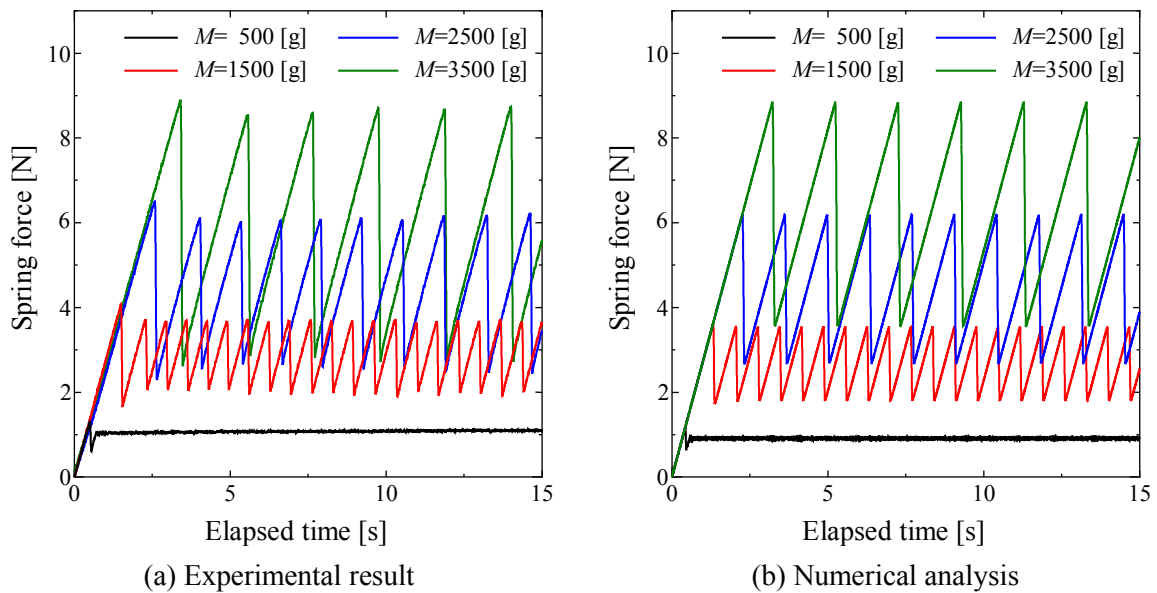 M= 500 [g] M=2500 [g]
M=1500 [g] M=3500 [g]
10
8
6
4
2
0
Spring force [N]
0 5 10 15
Elapsed time [s]
(a) Experimental result
M= 500 [g] M=2500 [g]
M=1500 [g] M=3500 [g]
10
8
6
4
2
0
Spring force [N]
0 5 10 15
Elapsed time [s]
(b) Numerical analysis